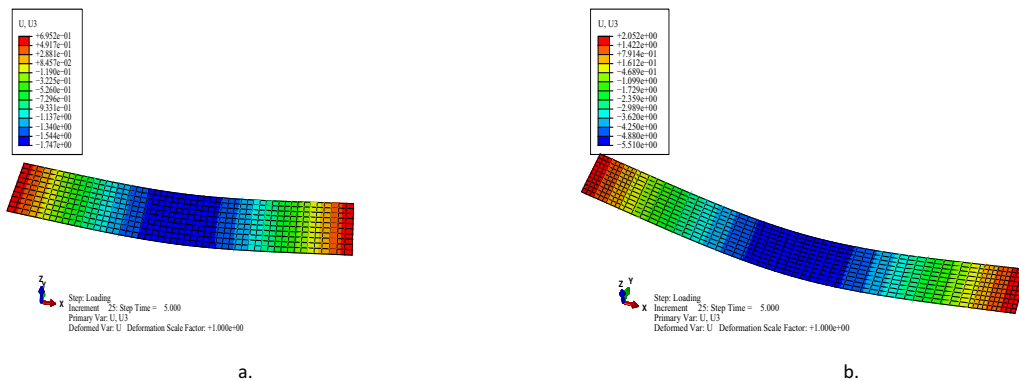 U, U3
+6.952e−01
+4.917e−01
+2.881e−01
+8.457e−02
−1.190e−01
−3.225e−01
−5.260e−01
−7.296e−01
−9.331e−01
−1.137e+00
−1.340e+00
−1.544e+00
−1.747e+00
Z
Y
X
Step: Loading
Increment 25: Step Time = 5.000
Primary Var: U, U3
Deformed Var: U Deformation Scale Factor: +1.000e+00
a.
U, U3
+2.052e+00
+1.422e+00
+7.914e−01
+1.612e−01
−4.689e−01
−1.099e+00
−1.729e+00
−2.359e+00
−2.989e+00
−3.620e+00
−4.250e+00
−4.880e+00
−5.510e+00
Z Y
X
Step: Loading
Increment 25: Step Time = 5.000
Primary Var: U, U3
Deformed Var: U Deformation Scale Factor: +1.000e+00
b.